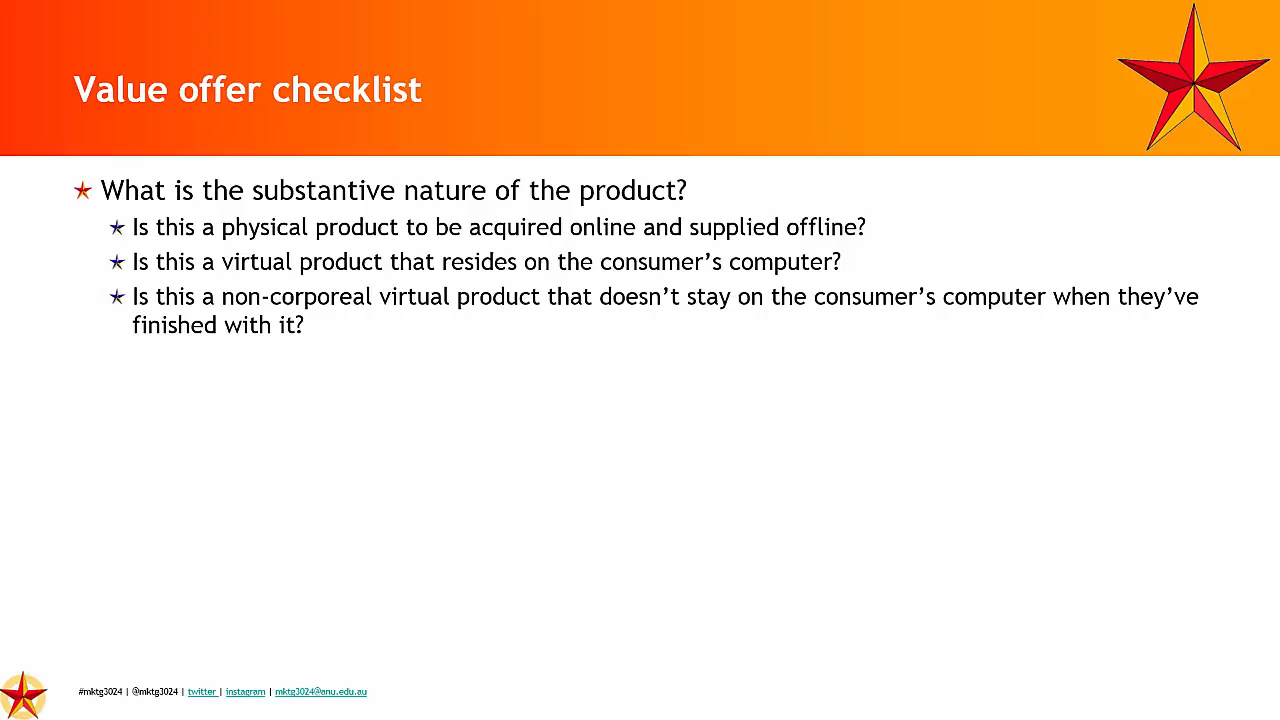 Value offer checklist
What is the substantive nature of the product?
Is this a physical product to be acquired online and supplied offline?
Is this a virtual product that resides on the consumer’s computer?
Is this a non-corporeal virtual product that doesn’t stay on the consumer’s computer when they’ve
finished with it?
#mktg3024 | @mktg3024 | twitter | instagram | mktg3024@anu.edu.au